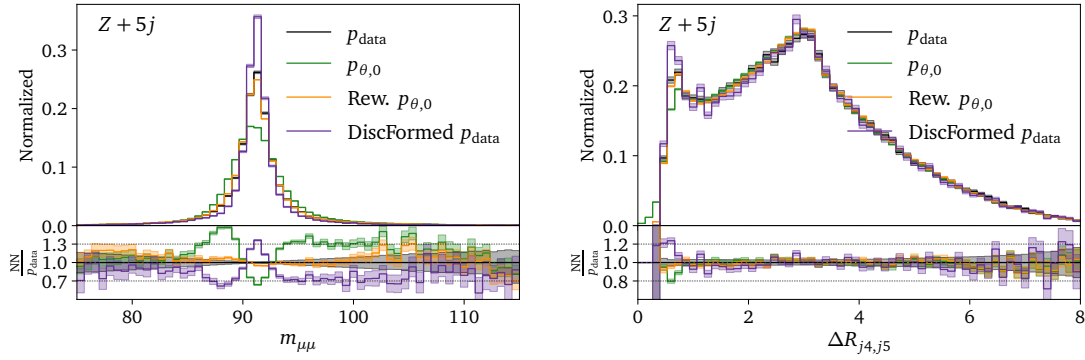 Z + 5j
p_data
p_θ,0
Rew. p_θ,0
DiscFormed p_data
Normalized
0.3
0.2
0.1
0.0
NN
p_data
1.3
1.0
0.7
80 90 100 110
m_μμ
Z + 5j
p_data
p_θ,0
Rew. p_θ,0
DiscFormed p_data
Normalized
0.3
0.2
0.1
0.0
NN
p_data
1.2
1.0
0.8
0 2 4 6 8
ΔR_j4,j5